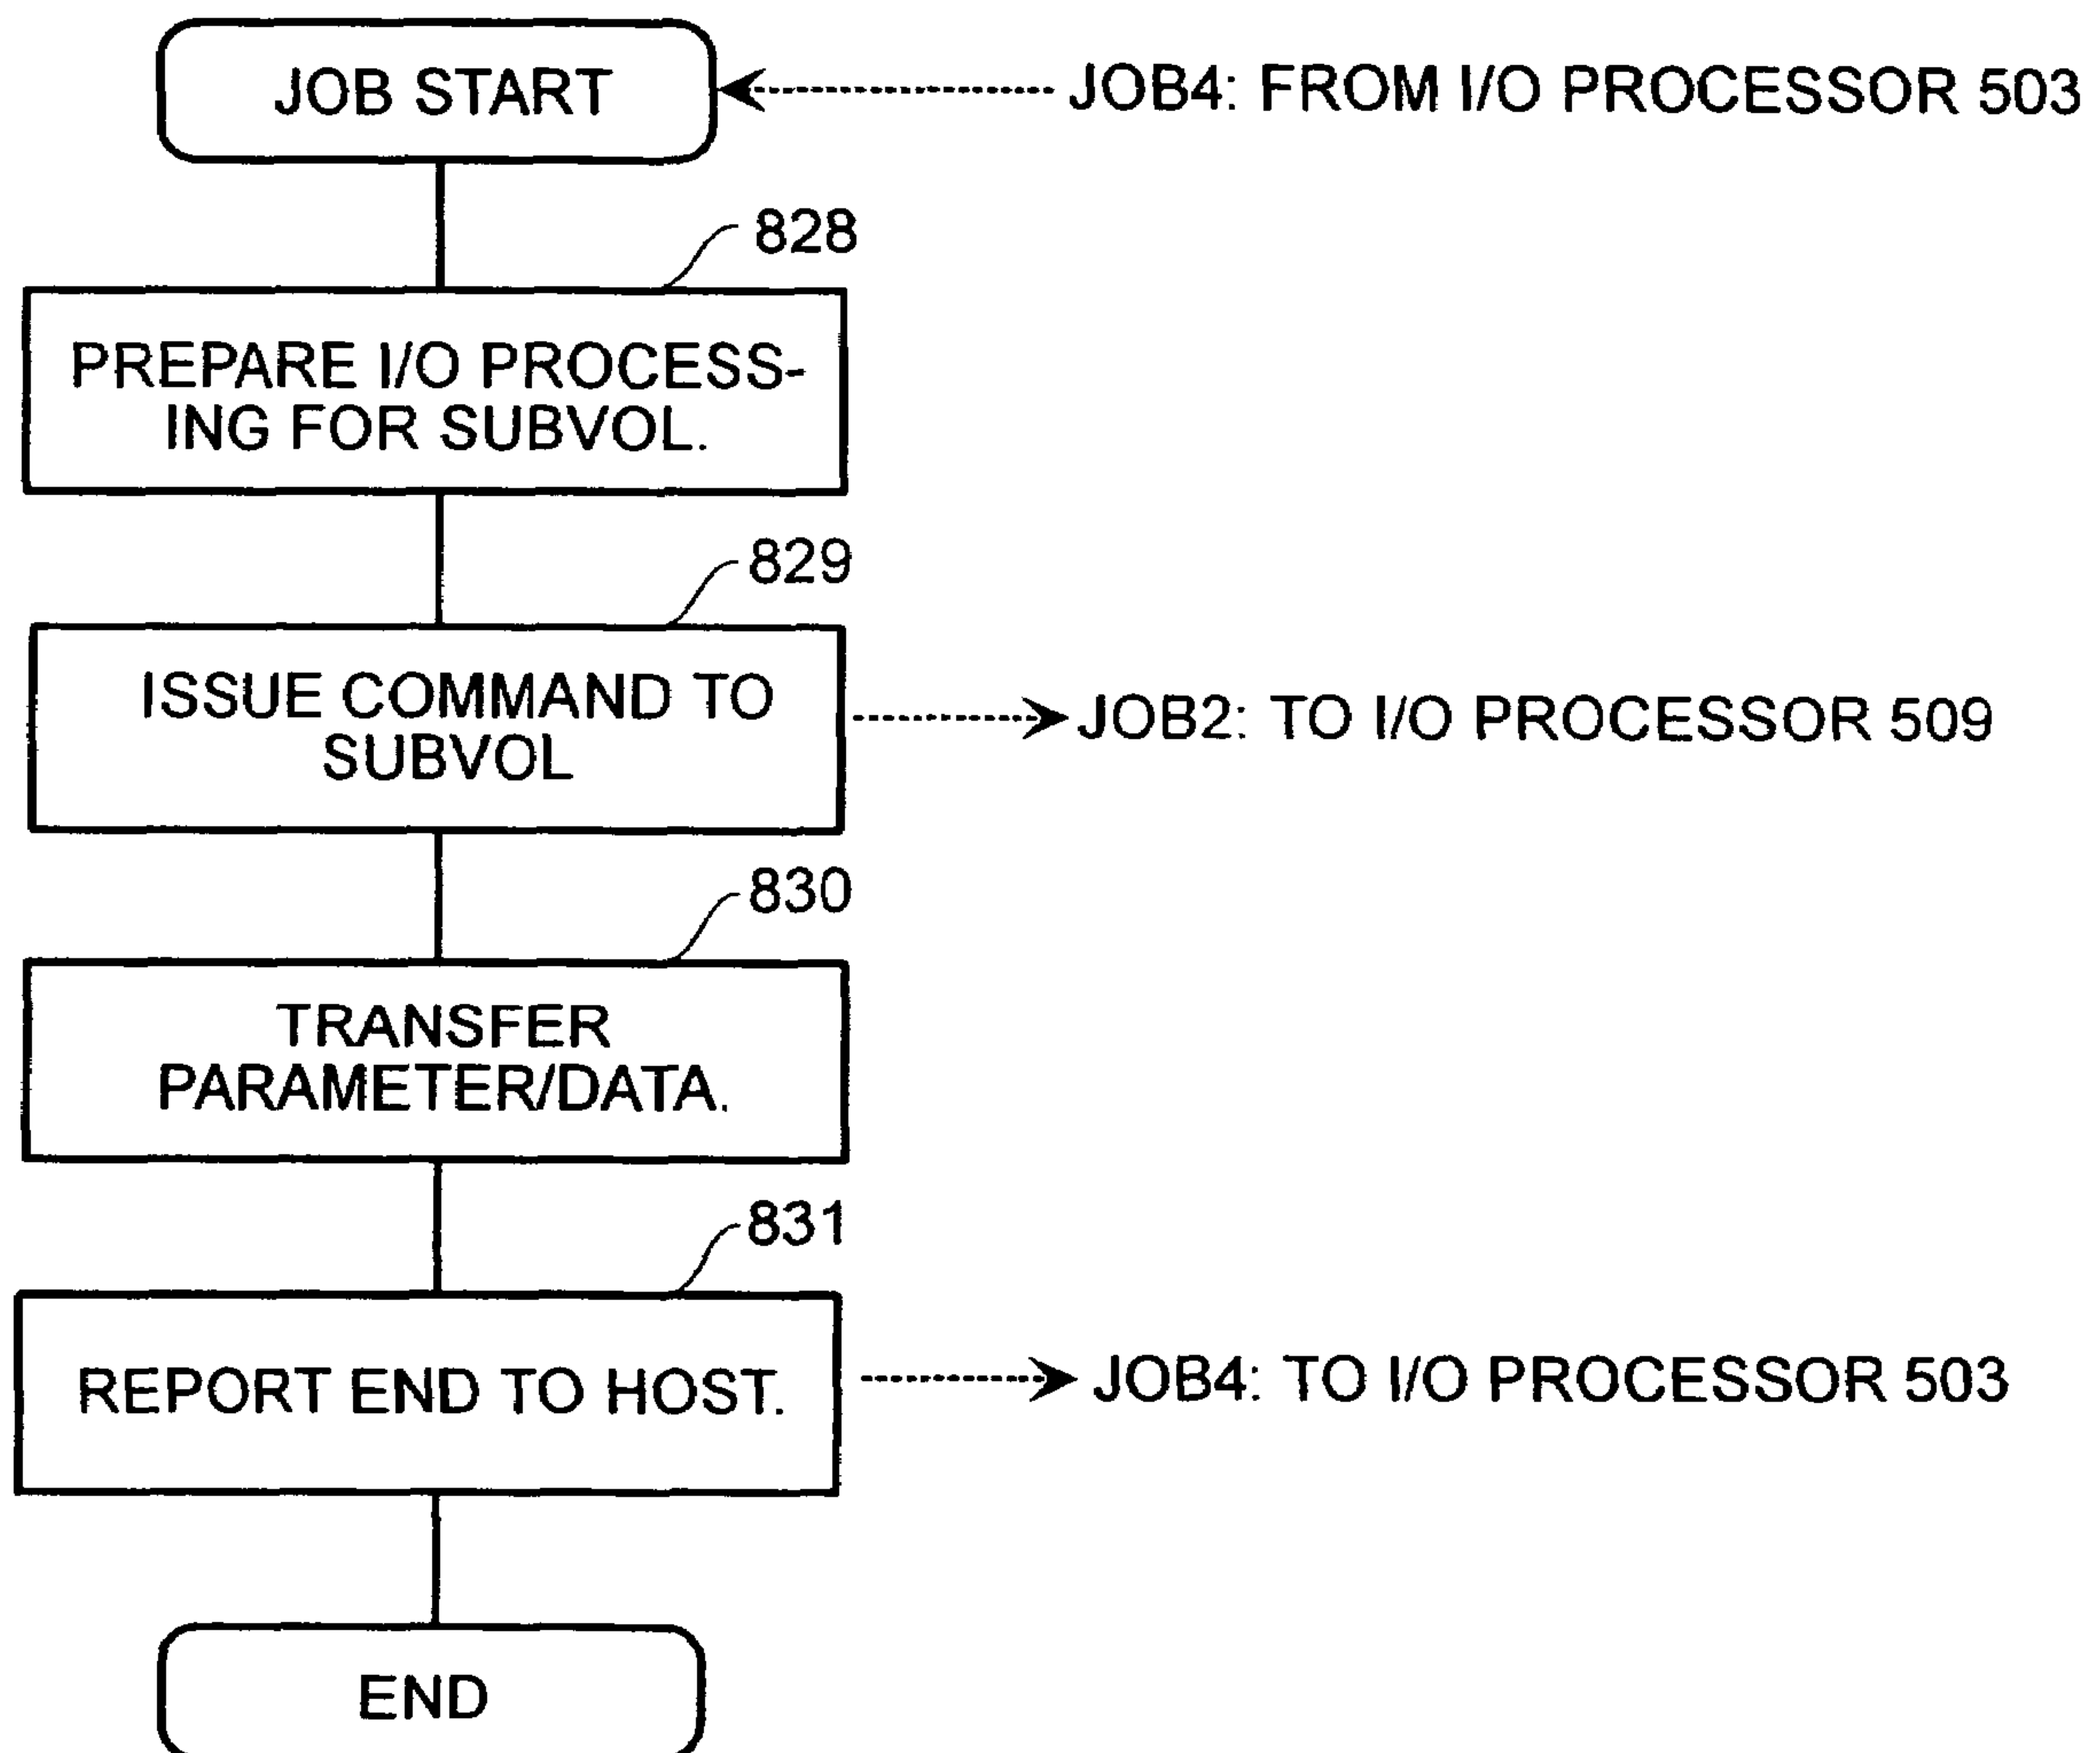 JOB START
JOB4: FROM I/O PROCESSOR 503
828
PREPARE I/O PROCESS-
ING FOR SUBVOL.
829
ISSUE COMMAND TO
SUBVOL
JOB2: TO I/O PROCESSOR 509
830
TRANSFER
PARAMETER/DATA.
831
REPORT END TO HOST.
JOB4: TO I/O PROCESSOR 503
END